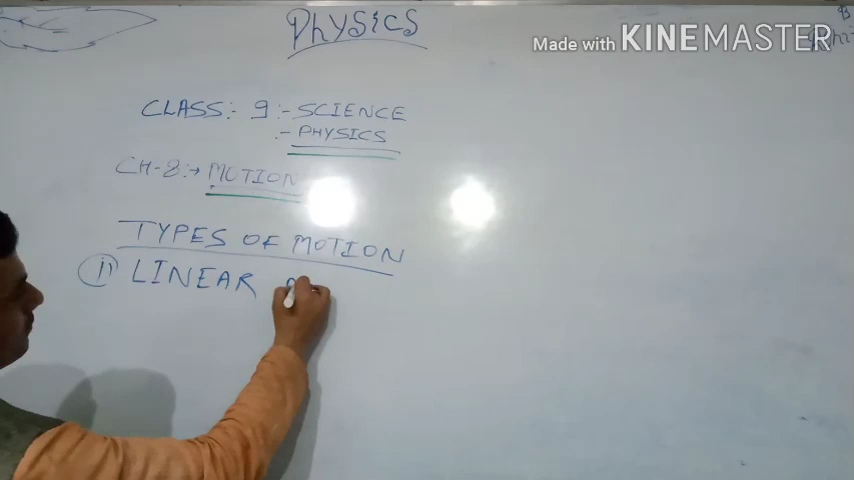 PHYSICS
Made with KINEMASTER
CLASS:- 9 :- SCIENCE
:- PHYSICS
CH-8:→ MOTION
TYPES OF MOTION
(i) LINEAR